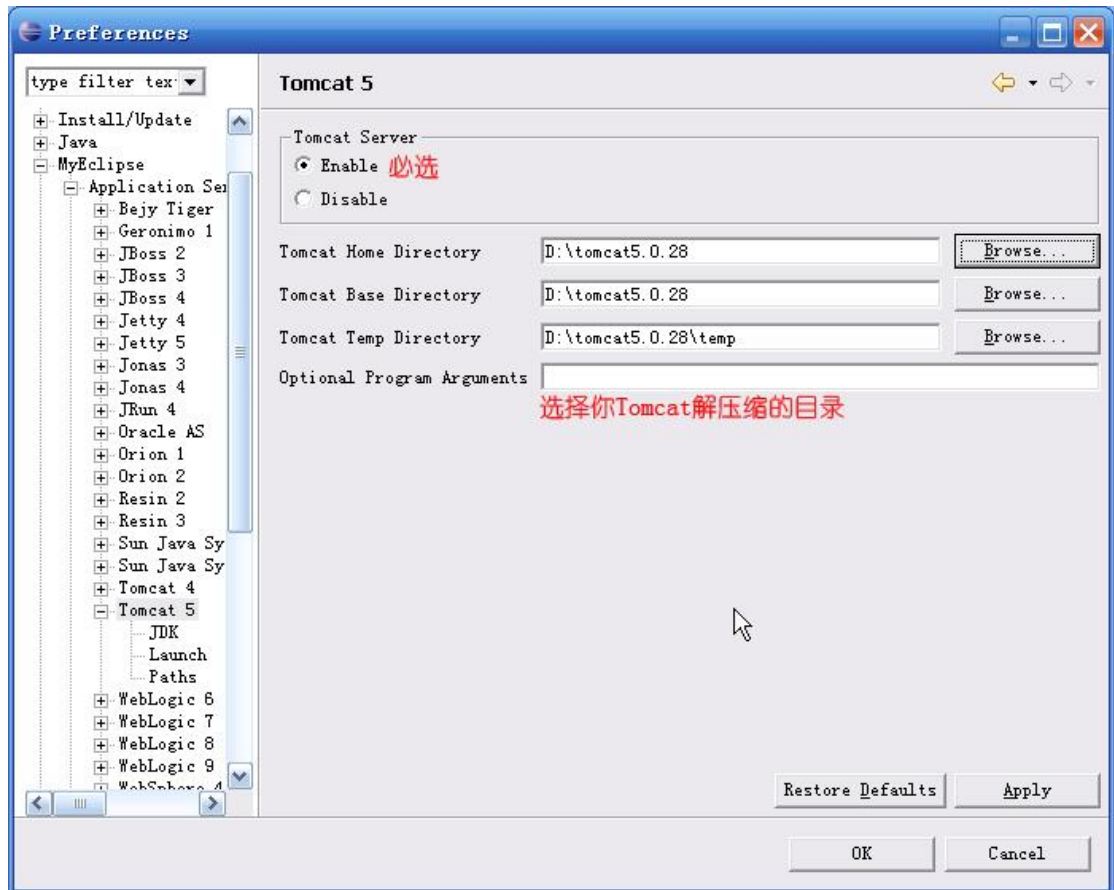 Preferences
type filter tex
Tomcat 5
Install/Update
Java
MyEclipse
Application Se
Bejy Tiger
Geronimo 1
JBoss 2
JBoss 3
JBoss 4
Jetty 4
Jetty 5
Jonas 3
Jonas 4
JRun 4
Oracle AS
Orion 1
Orion 2
Resin 2
Resin 3
Sun Java Sy
Sun Java Sy
Tomcat 4
Tomcat 5
JDK
Launch
Paths
WebLogic 6
WebLogic 7
WebLogic 8
WebLogic 9
WebSphere 4
Tomcat Server
Enable 必选
Disable
Tomcat Home Directory D:\tomcat5.0.28 Browse...
Tomcat Base Directory D:\tomcat5.0.28 Browse...
Tomcat Temp Directory D:\tomcat5.0.28\temp Browse...
Optional Program Arguments
选择你Tomcat解压缩的目录
Restore Defaults Apply
OK Cancel